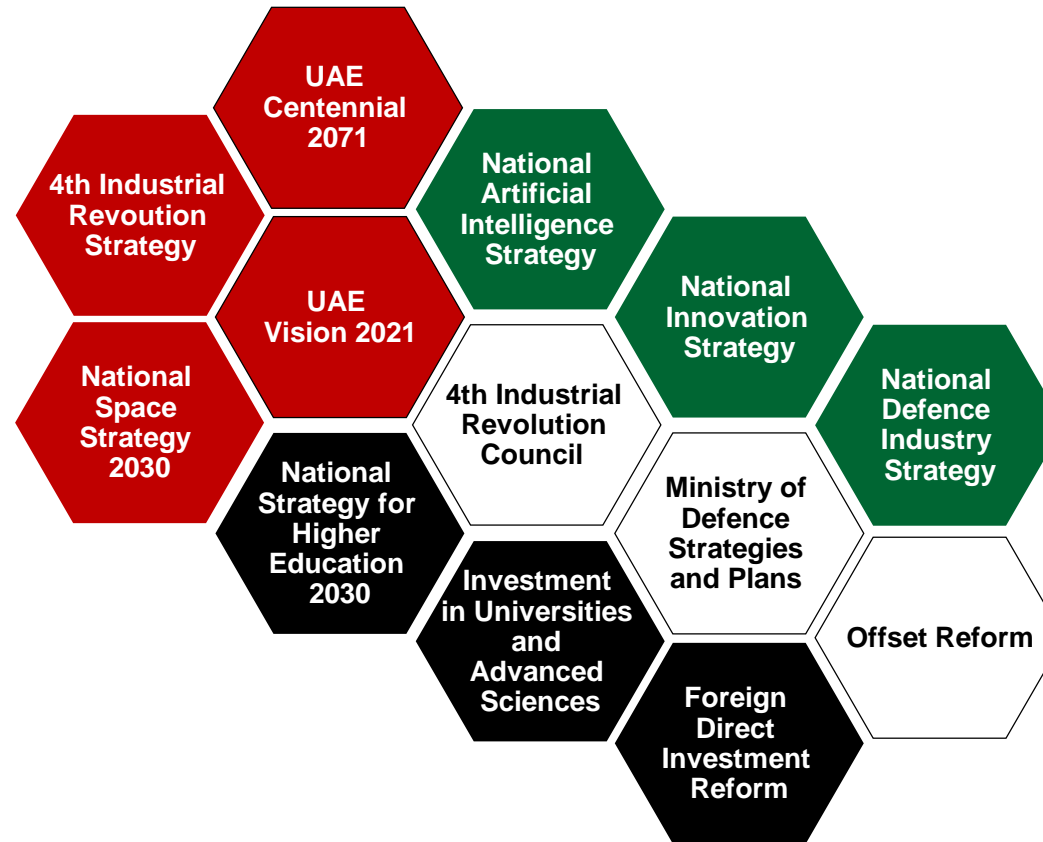 UAE
Centennial
2071
4th Industrial
Revoution
Strategy
National
Artificial
Intelligence
Strategy
UAE
Vision 2021
National
Innovation
Strategy
National
Space
Strategy
2030
4th Industrial
Revolution
Council
National
Defence
Industry
Strategy
National
Strategy for
Higher
Education
2030
Ministry of
Defence
Strategies
and Plans
Investment
in Universities
and
Advanced
Sciences
Offset Reform
Foreign
Direct
Investment
Reform